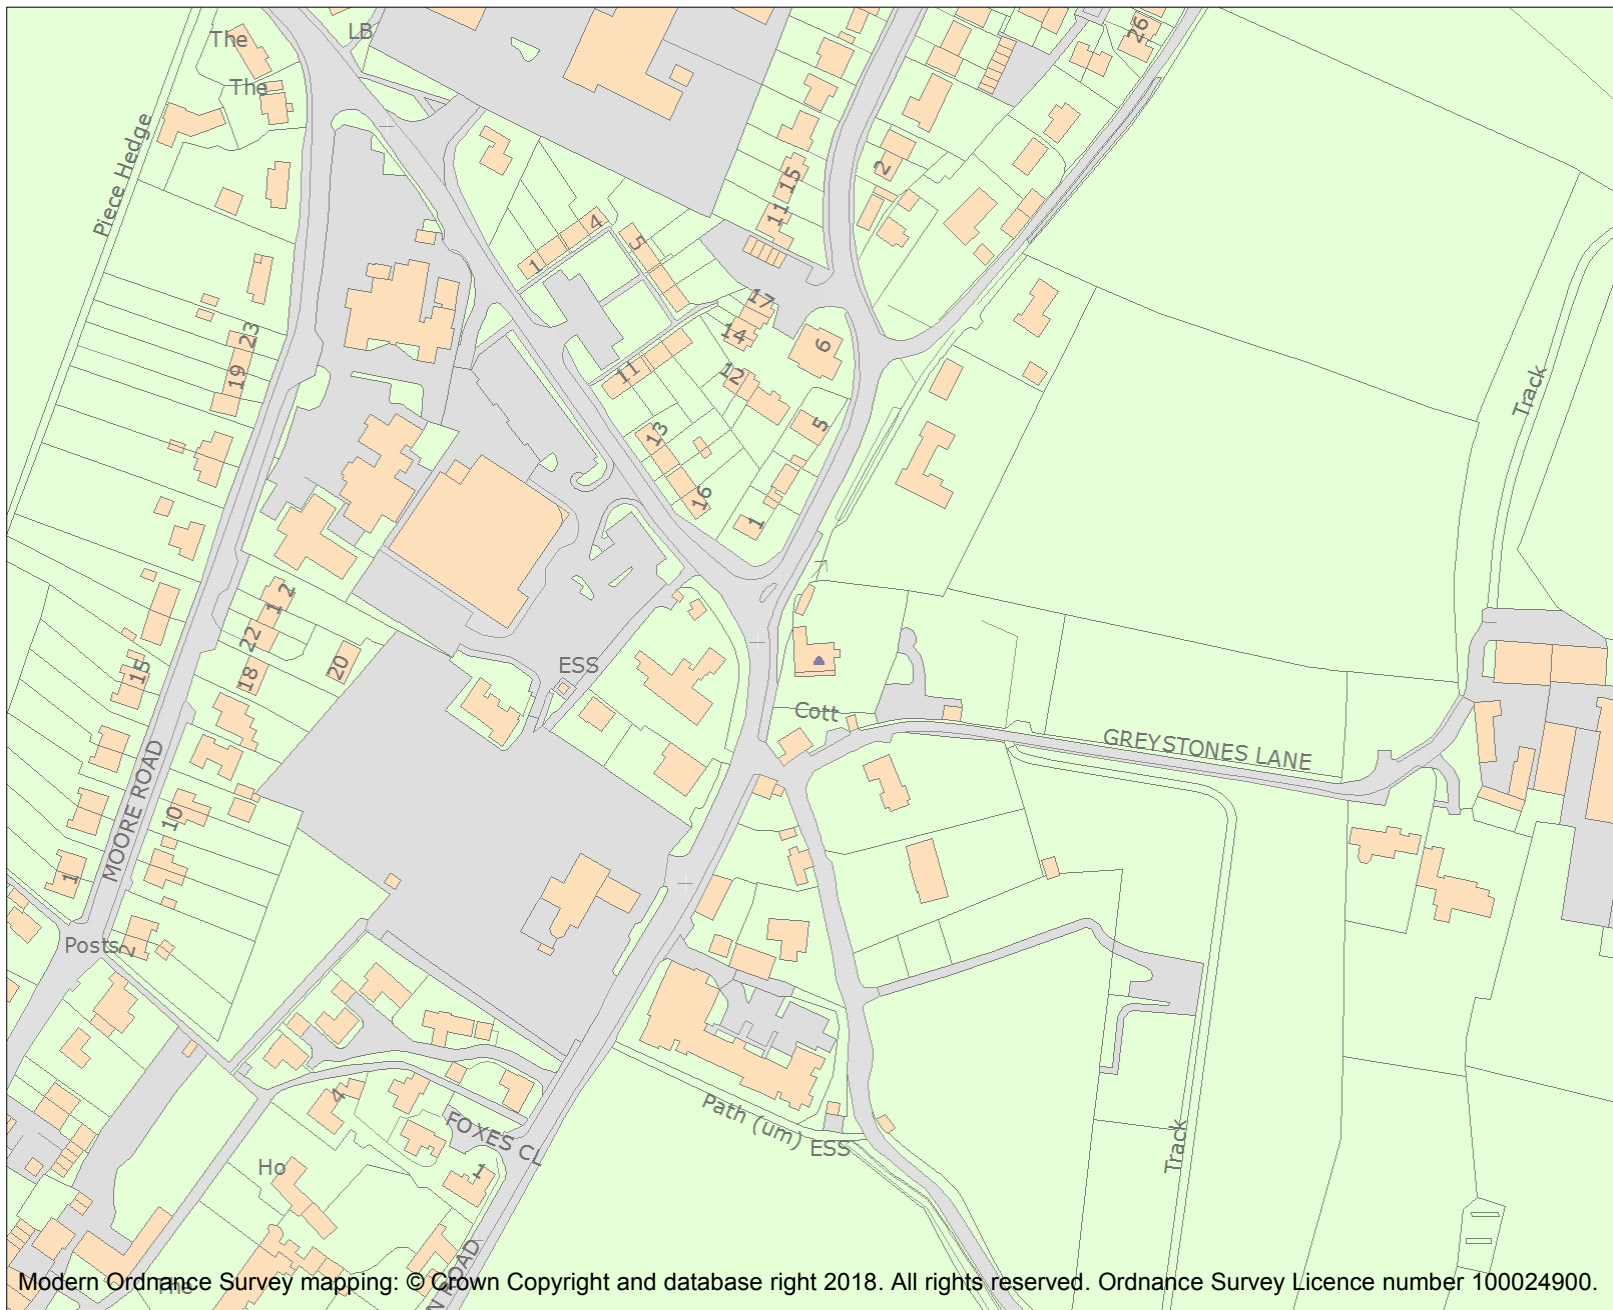 The
LB
26
The
Piece Hedge
2
15
11
4
5
1
17
14
6
23
19
11
12
13
5
16
1
Track
1 2
22
20
18
15
ESS
Cott
GREYSTONES LANE
MOORE ROAD
10
1
Posts
2
4
FOXES CL
1
Path (um)
ESS
Track
Ho
N ROAD
The
Modern Ordnance Survey mapping: © Crown Copyright and database right 2018. All rights reserved. Ordnance Survey Licence number 100024900.